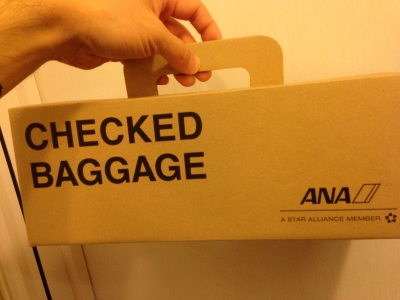 CHECKED
BAGGAGE
ANA
A STAR ALLIANCE MEMBER